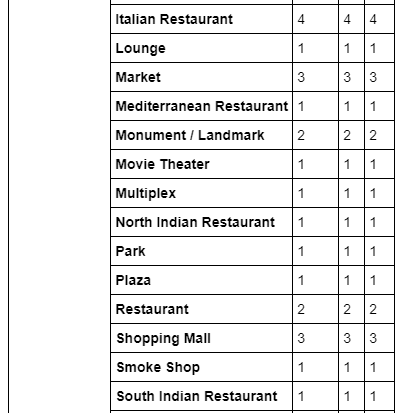 Italian Restaurant 4 4 4
Lounge 1 1 1
Market 3 3 3
Mediterranean Restaurant 1 1 1
Monument / Landmark 2 2 2
Movie Theater 1 1 1
Multiplex 1 1 1
North Indian Restaurant 1 1 1
Park 1 1 1
Plaza 1 1 1
Restaurant 2 2 2
Shopping Mall 3 3 3
Smoke Shop 1 1 1
South Indian Restaurant 1 1 1